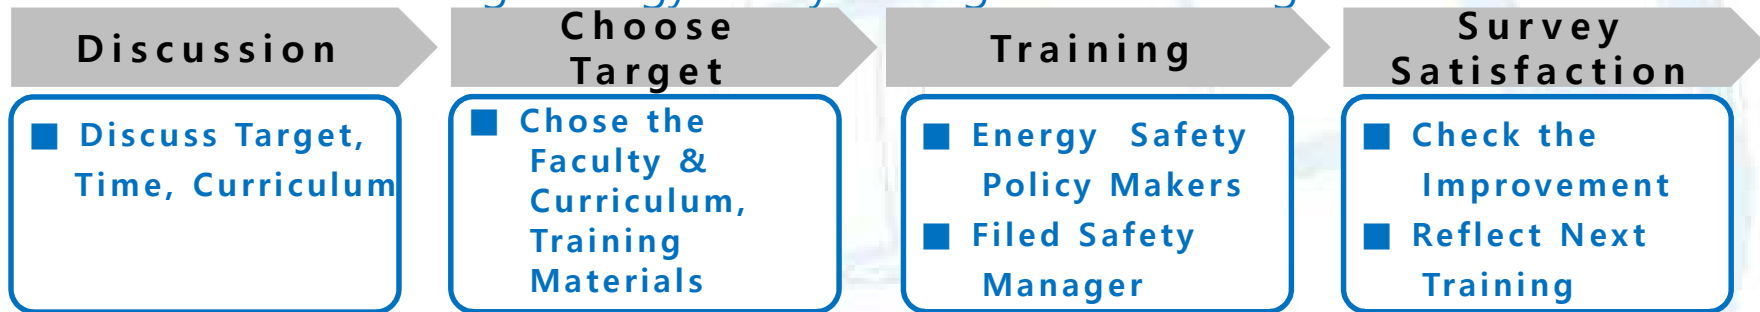 Discussion
Choose
Target
Training
Survey
Satisfaction
■ Discuss Target,
Time, Curriculum
■ Chose the
Faculty &
Curriculum,
Training
Materials
■ Energy Safety
Policy Makers
■ Filed Safety
Manager
■ Check the
Improvement
■ Reflect Next
Training